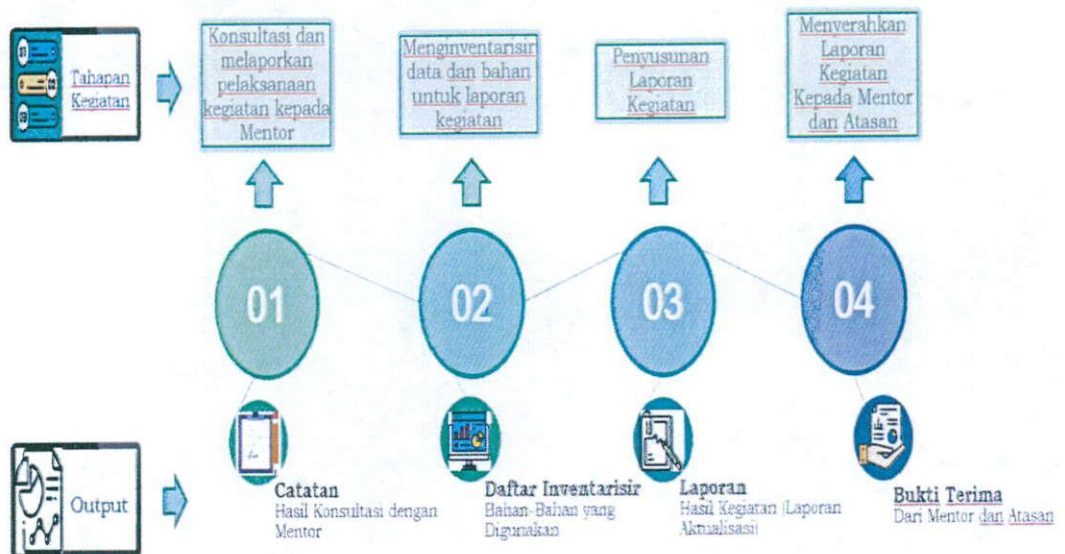 Tahapan
Kegiatan
Konsultasi dan
melaporkan
pelaksanaan
kegiatan kepada
Mentor
Menginventarisir
data dan bahan
untuk laporan
kegiatan
Penyusunan
Laporan
Kegiatan
Menyerahkan
Laporan
Kegiatan
Kepada Mentor
dan Atasan
01
02
03
04
Output
Catatan
Hasil Konsultasi dengan
Mentor
Daftar Inventarisir
Bahan-Bahan yang
Digunakan
Laporan
Hasil Kegiatan (Laporan
Aktualisasi)
Bukti Terima
Dari Mentor dan Atasan